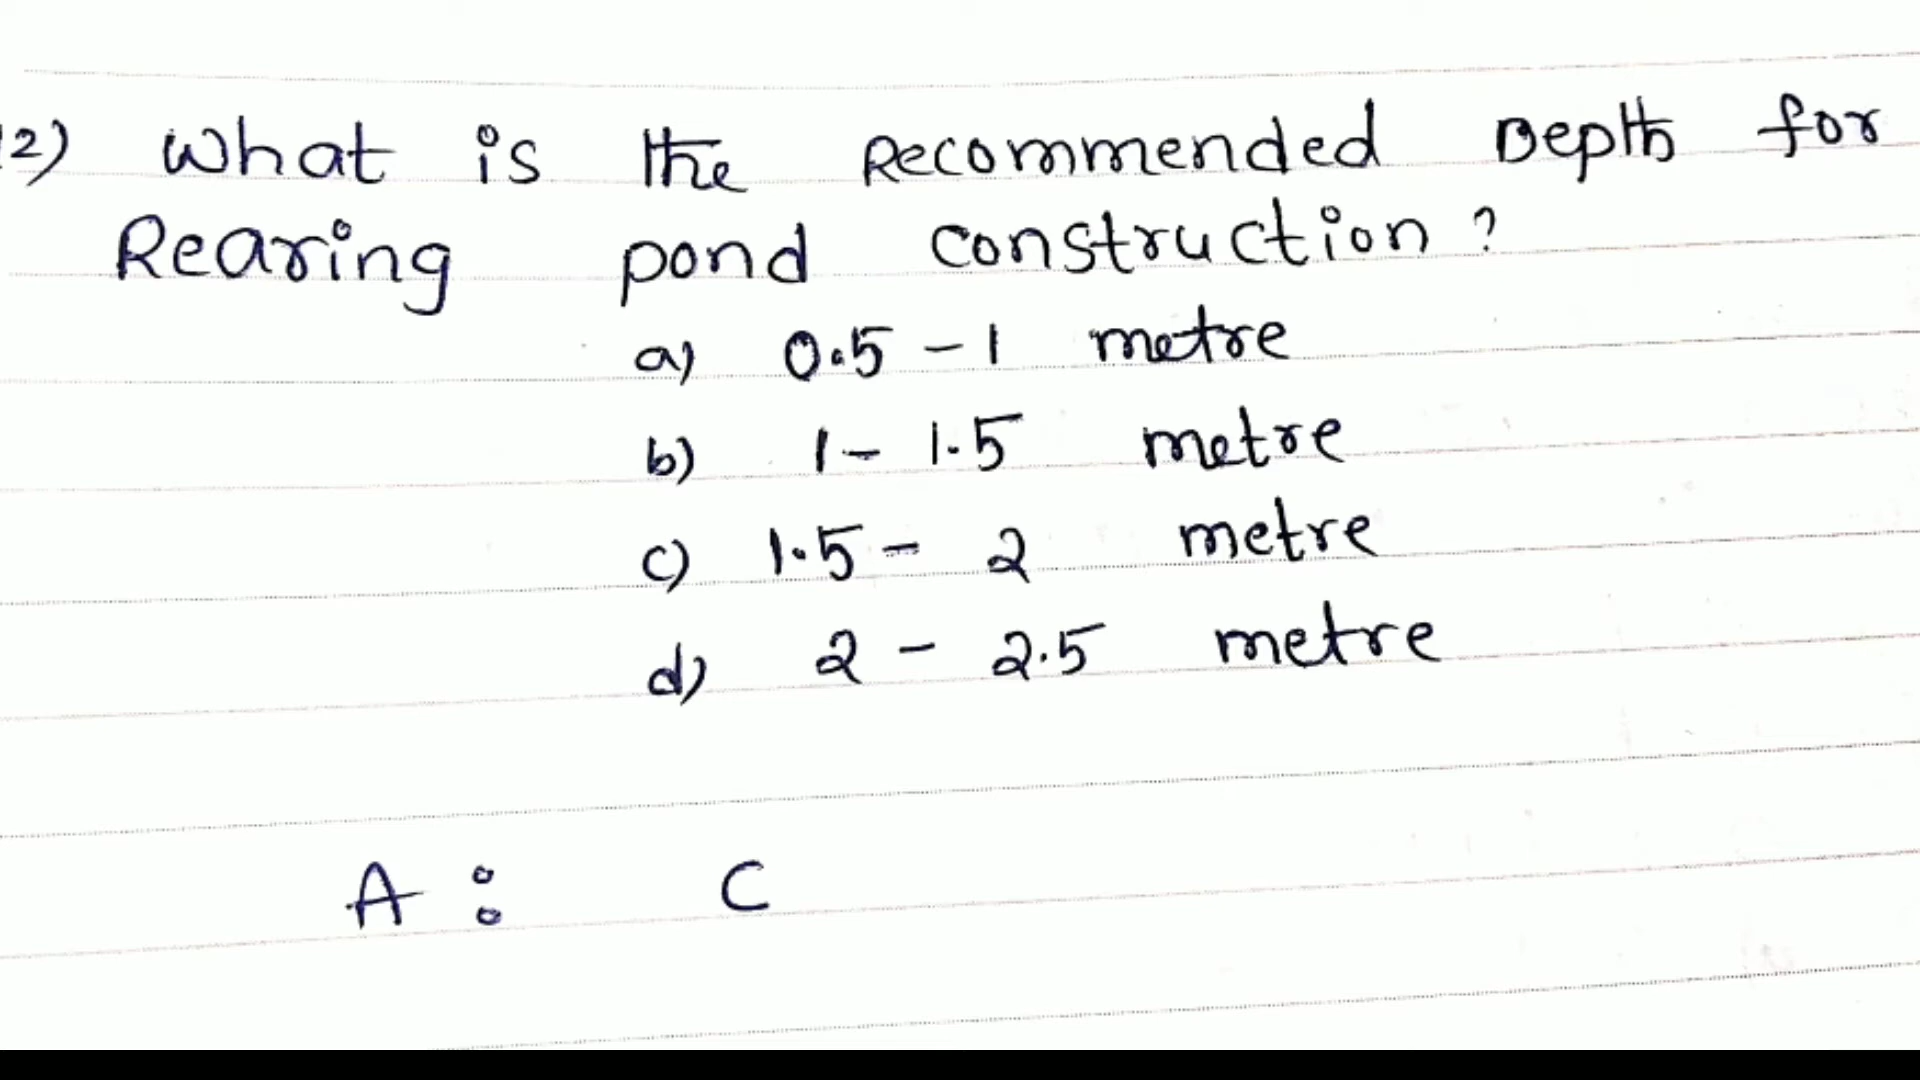 12) What is the Recommended Depth for
Rearing pond construction?
a) 0.5 - 1 metre
b) 1 - 1.5 metre
c) 1.5 - 2 metre
d) 2 - 2.5 metre
A: C